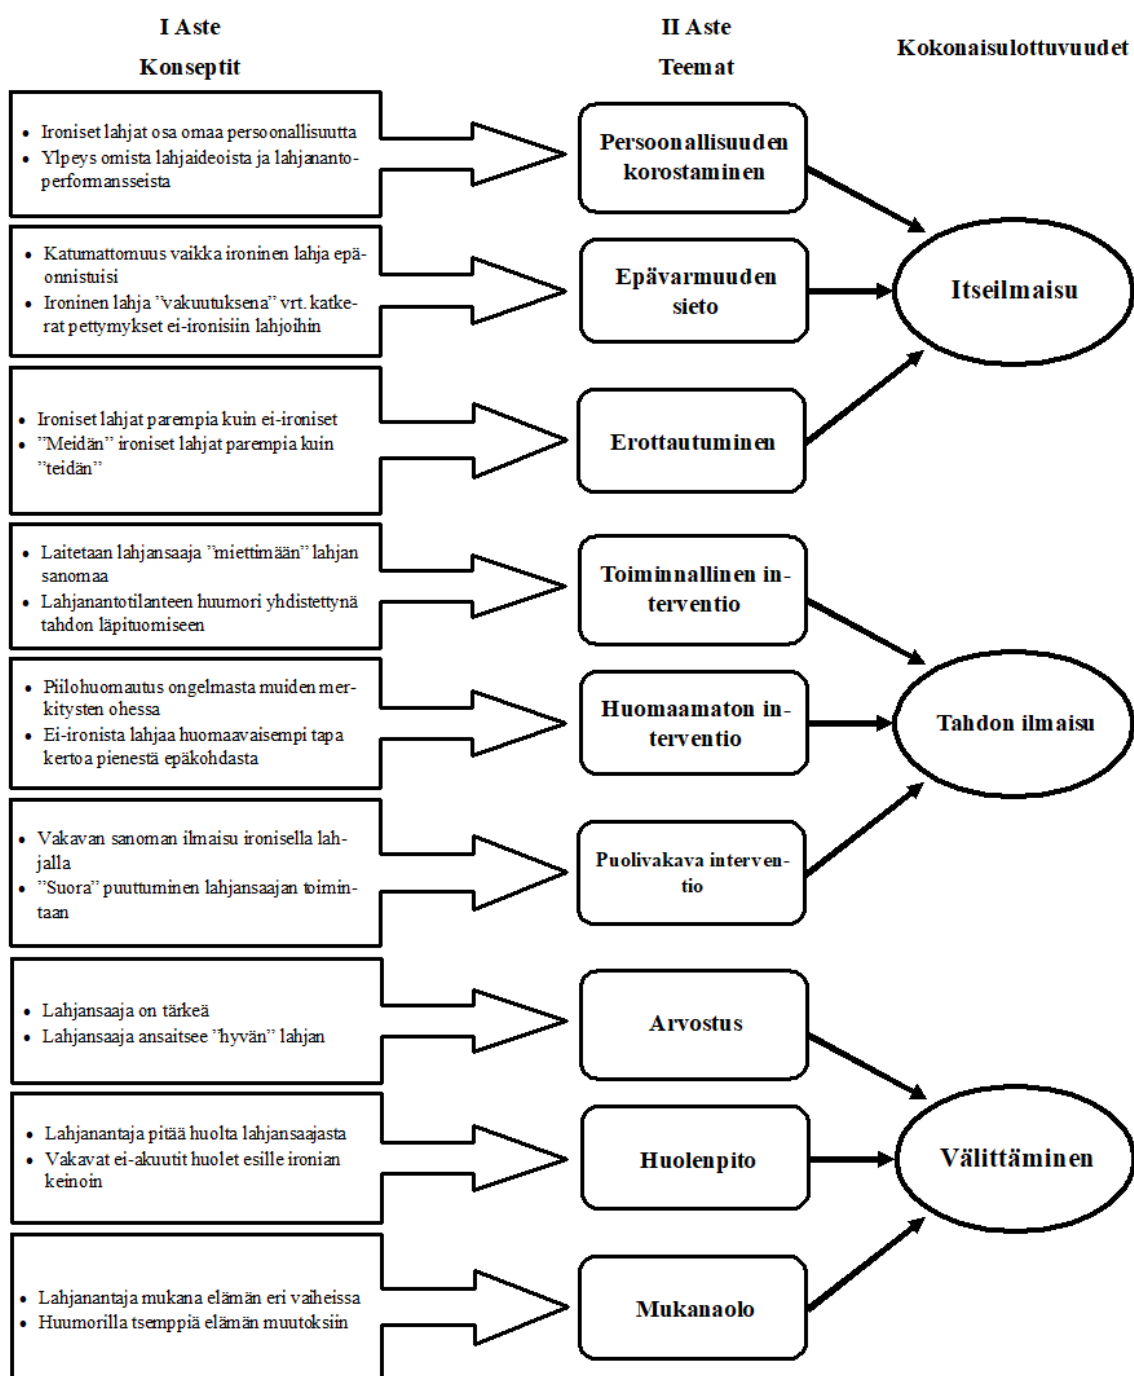 I Aste
Konseptit
II Aste
Teemat
Kokonaisulottuvuudet
• Ironiset lahjat osa omaa persoonallisuutta
• Ylpeys omista lahjaideoista ja lahjananto-
performansseista
Persoonallisuuden
korostaminen
• Katumattomuus vaikka ironinen lahja epä-
onnistuisi
• Ironinen lahja ”vakuutuksena” vrt. katke-
rat pettymykset ei-ironisiin lahjoihin
Epävarmuuden
sieto
Itseilmaisu
• Ironiset lahjat parempia kuin ei-ironiset
• ”Meidän” ironiset lahjat parempia kuin
”teidän”
Erottautuminen
• Laitetaan lahjansaaja ”miettimään” lahjan
sanomaa
• Lahjanantotilanteen huumori yhdistettynä
tahdon läpituomiseen
Toiminnallinen in-
terventio
• Piilohuomautus ongelmasta muiden mer-
kitysten ohessa
• Ei-ironista lahjaa huomaavaisempi tapa
kertoa pienestä epäkohdasta
Huomaamaton in-
terventio
Tahdon ilmaisu
• Vakavan sanoman ilmaisu ironisella lah-
jalla
• ”Suora” puuttuminen lahjansaajan toimin-
taan
Puolivakava interven-
tio
• Lahjansaaja on tärkeä
• Lahjansaaja ansaitsee ”hyvän” lahjan
Arvostus
• Lahjanantaja pitää huolta lahjansaajasta
• Vakavat ei-akuutit huolet esille ironian
keinoin
Huolenpito
Välittäminen
• Lahjanantaja mukana elämän eri vaiheissa
• Huumorilla tsemppiä elämän muutoksiin
Mukanaolo